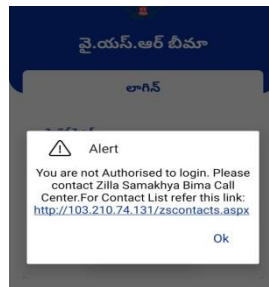 వై.యస్.ఆర్ బీమా
లాగిన్
Alert
You are not Authorised to login. Please
contact Zilla Samakhya Bima Call
Center.For Contact List refer this link:
http://103.210.74.131/zscontacts.aspx
Ok